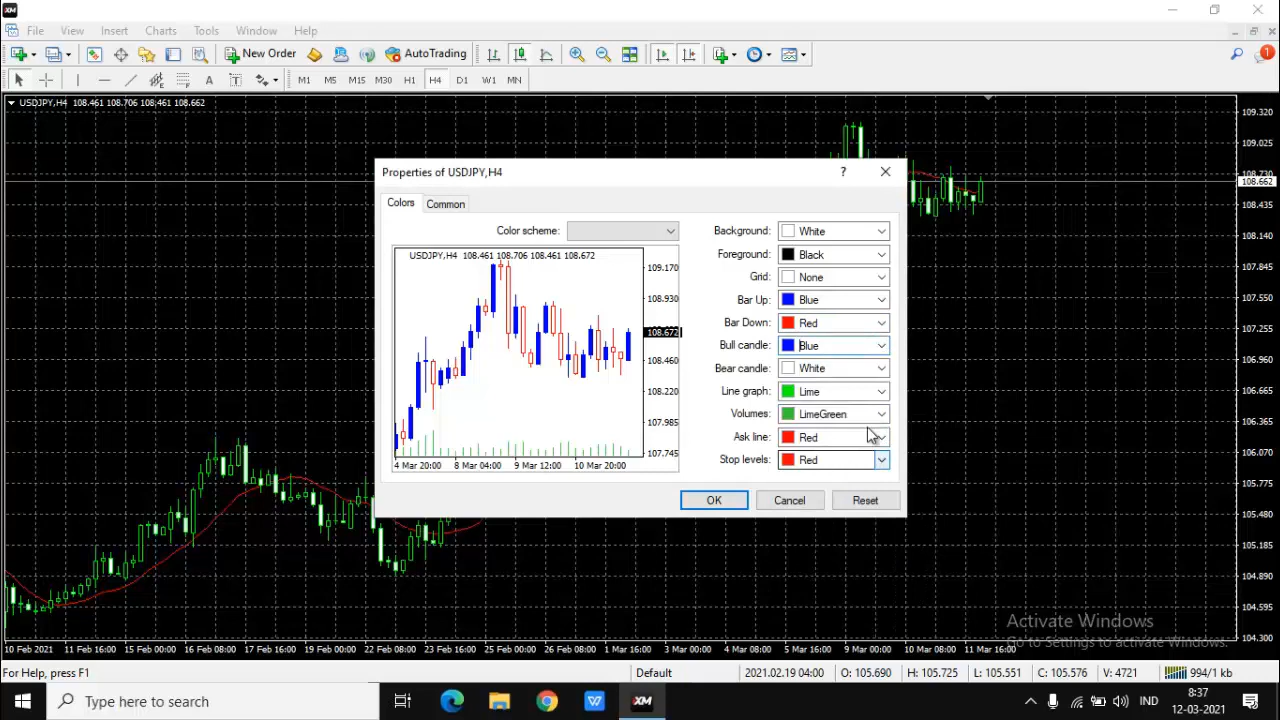 XM
File View Insert Charts Tools Window Help
New Order AutoTrading 1
A T M1 M5 M15 M30 H1 H4 D1 W1 MN
USDJPY,H4 108.461 108.706 108.461 108.662
109.320
109.025
108.662
108.435
108.140
107.845
107.550
107.255
106.960
106.665
106.365
106.070
105.775
105.480
105.185
104.890
104.595
104.300
Properties of USDJPY,H4 ?
Colors Common
Color scheme:
USDJPY,H4 108.461 108.706 108.461 108.672
109.170
108.930
108.672
108.460
108.220
107.985
107.745
4 Mar 20:00 8 Mar 04:00 9 Mar 12:00 10 Mar 20:00
Background: White
Foreground: Black
Grid: None
Bar Up: Blue
Bar Down: Red
Bull candle: Blue
Bear candle: White
Line graph: Lime
Volumes: LimeGreen
Ask line: Red
Stop levels: Red
OK Cancel Reset
Activate Windows
Go to Settings to activate Windows.
10 Feb 2021 11 Feb 16:00 15 Feb 00:00 16 Feb 08:00 17 Feb 16:00 19 Feb 00:00 22 Feb 08:00 23 Feb 16:00 25 Feb 00:00 26 Feb 08:00 1 Mar 16:00 3 Mar 00:00 4 Mar 08:00 5 Mar 16:00 9 Mar 00:00 10 Mar 08:00 11 Mar 16:00
For Help, press F1 Default 2021.02.19 04:00 O: 105.690 H: 105.725 L: 105.551 C: 105.576 V: 4721 994/1 kb
Type here to search W XM IND 8:37
12-03-2021